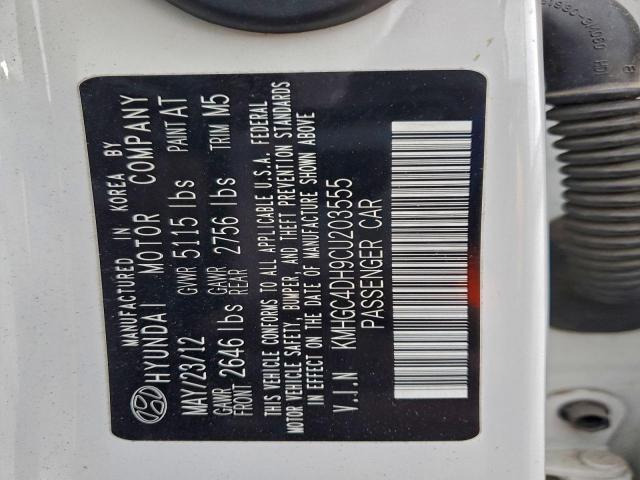 MANUFACTURED IN KOREA BY
HYUNDAI MOTOR COMPANY
MAY/23/12 GVWR 5115 lbs PAINT AT
GAWR FRONT 2646 lbs GAWR REAR 2756 lbs TRIM M5
THIS VEHICLE CONFORMS TO ALL APPLICABLE U.S.A. FEDERAL
MOTOR VEHICLE SAFETY, BUMPER, AND THEFT PREVENTION STANDARDS
IN EFFECT ON THE DATE OF MANUFACTURE SHOWN ABOVE
V.I.N KMHGC4DH9CU203555
PASSENGER CAR